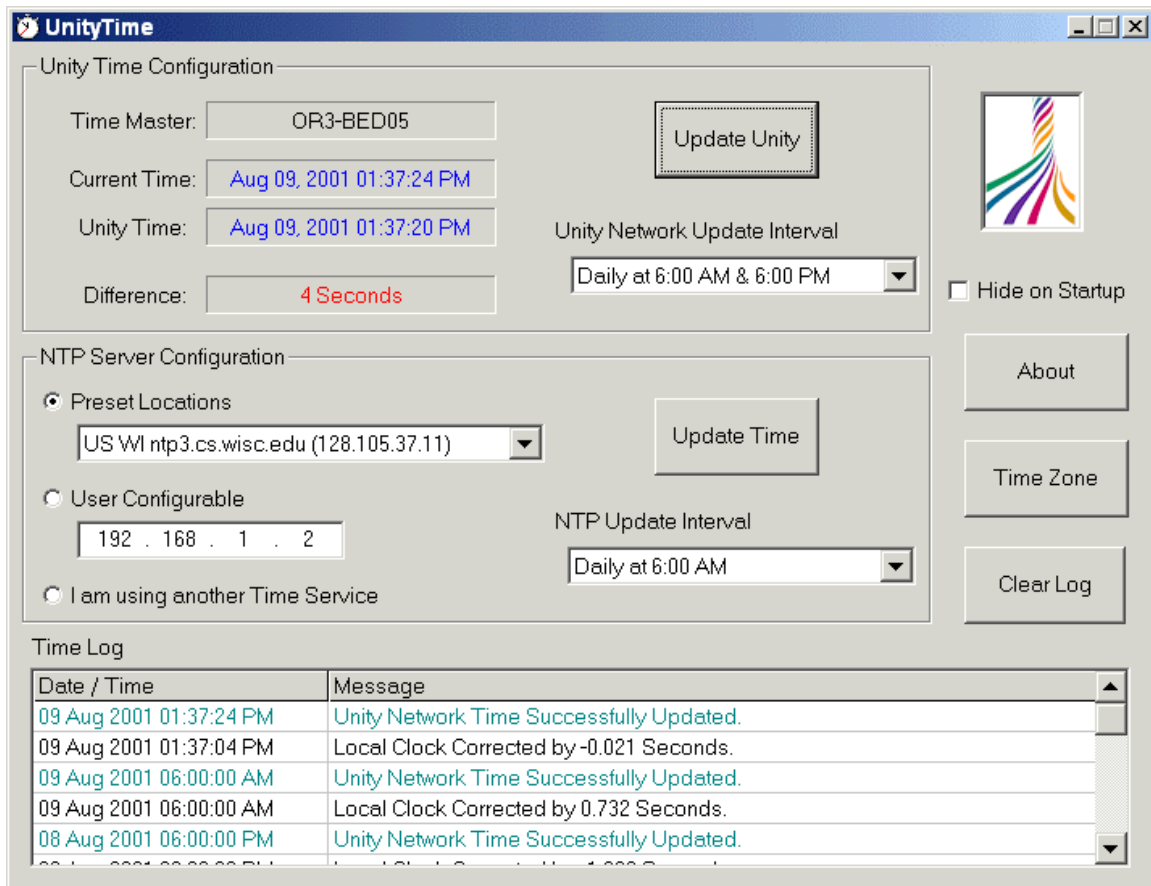 UnityTime
Unity Time Configuration
Time Master: OR3-BED05
Update Unity
Current Time: Aug 09, 2001 01:37:24 PM
Unity Time: Aug 09, 2001 01:37:20 PM
Unity Network Update Interval
Daily at 6:00 AM & 6:00 PM
Difference: 4 Seconds
Hide on Startup
NTP Server Configuration
About
Preset Locations
US WI ntp3.cs.wisc.edu (128.105.37.11)
Update Time
Time Zone
User Configurable
192 . 168 . 1 . 2
NTP Update Interval
Daily at 6:00 AM
I am using another Time Service
Clear Log
Time Log
Date / Time Message
09 Aug 2001 01:37:24 PM Unity Network Time Successfully Updated.
09 Aug 2001 01:37:04 PM Local Clock Corrected by -0.021 Seconds.
09 Aug 2001 06:00:00 AM Unity Network Time Successfully Updated.
09 Aug 2001 06:00:00 AM Local Clock Corrected by 0.732 Seconds.
08 Aug 2001 06:00:00 PM Unity Network Time Successfully Updated.